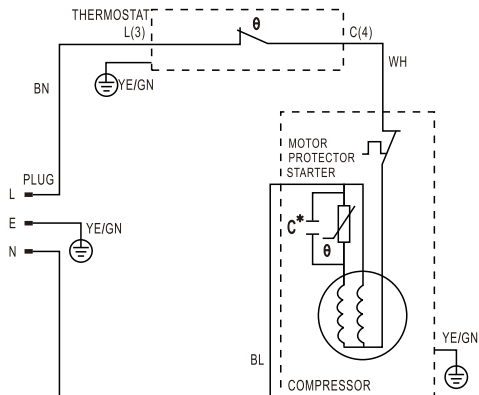 THERMOSTAT
L(3)
θ
C(4)
YE/GN
WH
BN
MOTOR
PROTECTOR
STARTER
PLUG
L
E
YE/GN
N
C*
θ
BL
YE/GN
COMPRESSOR